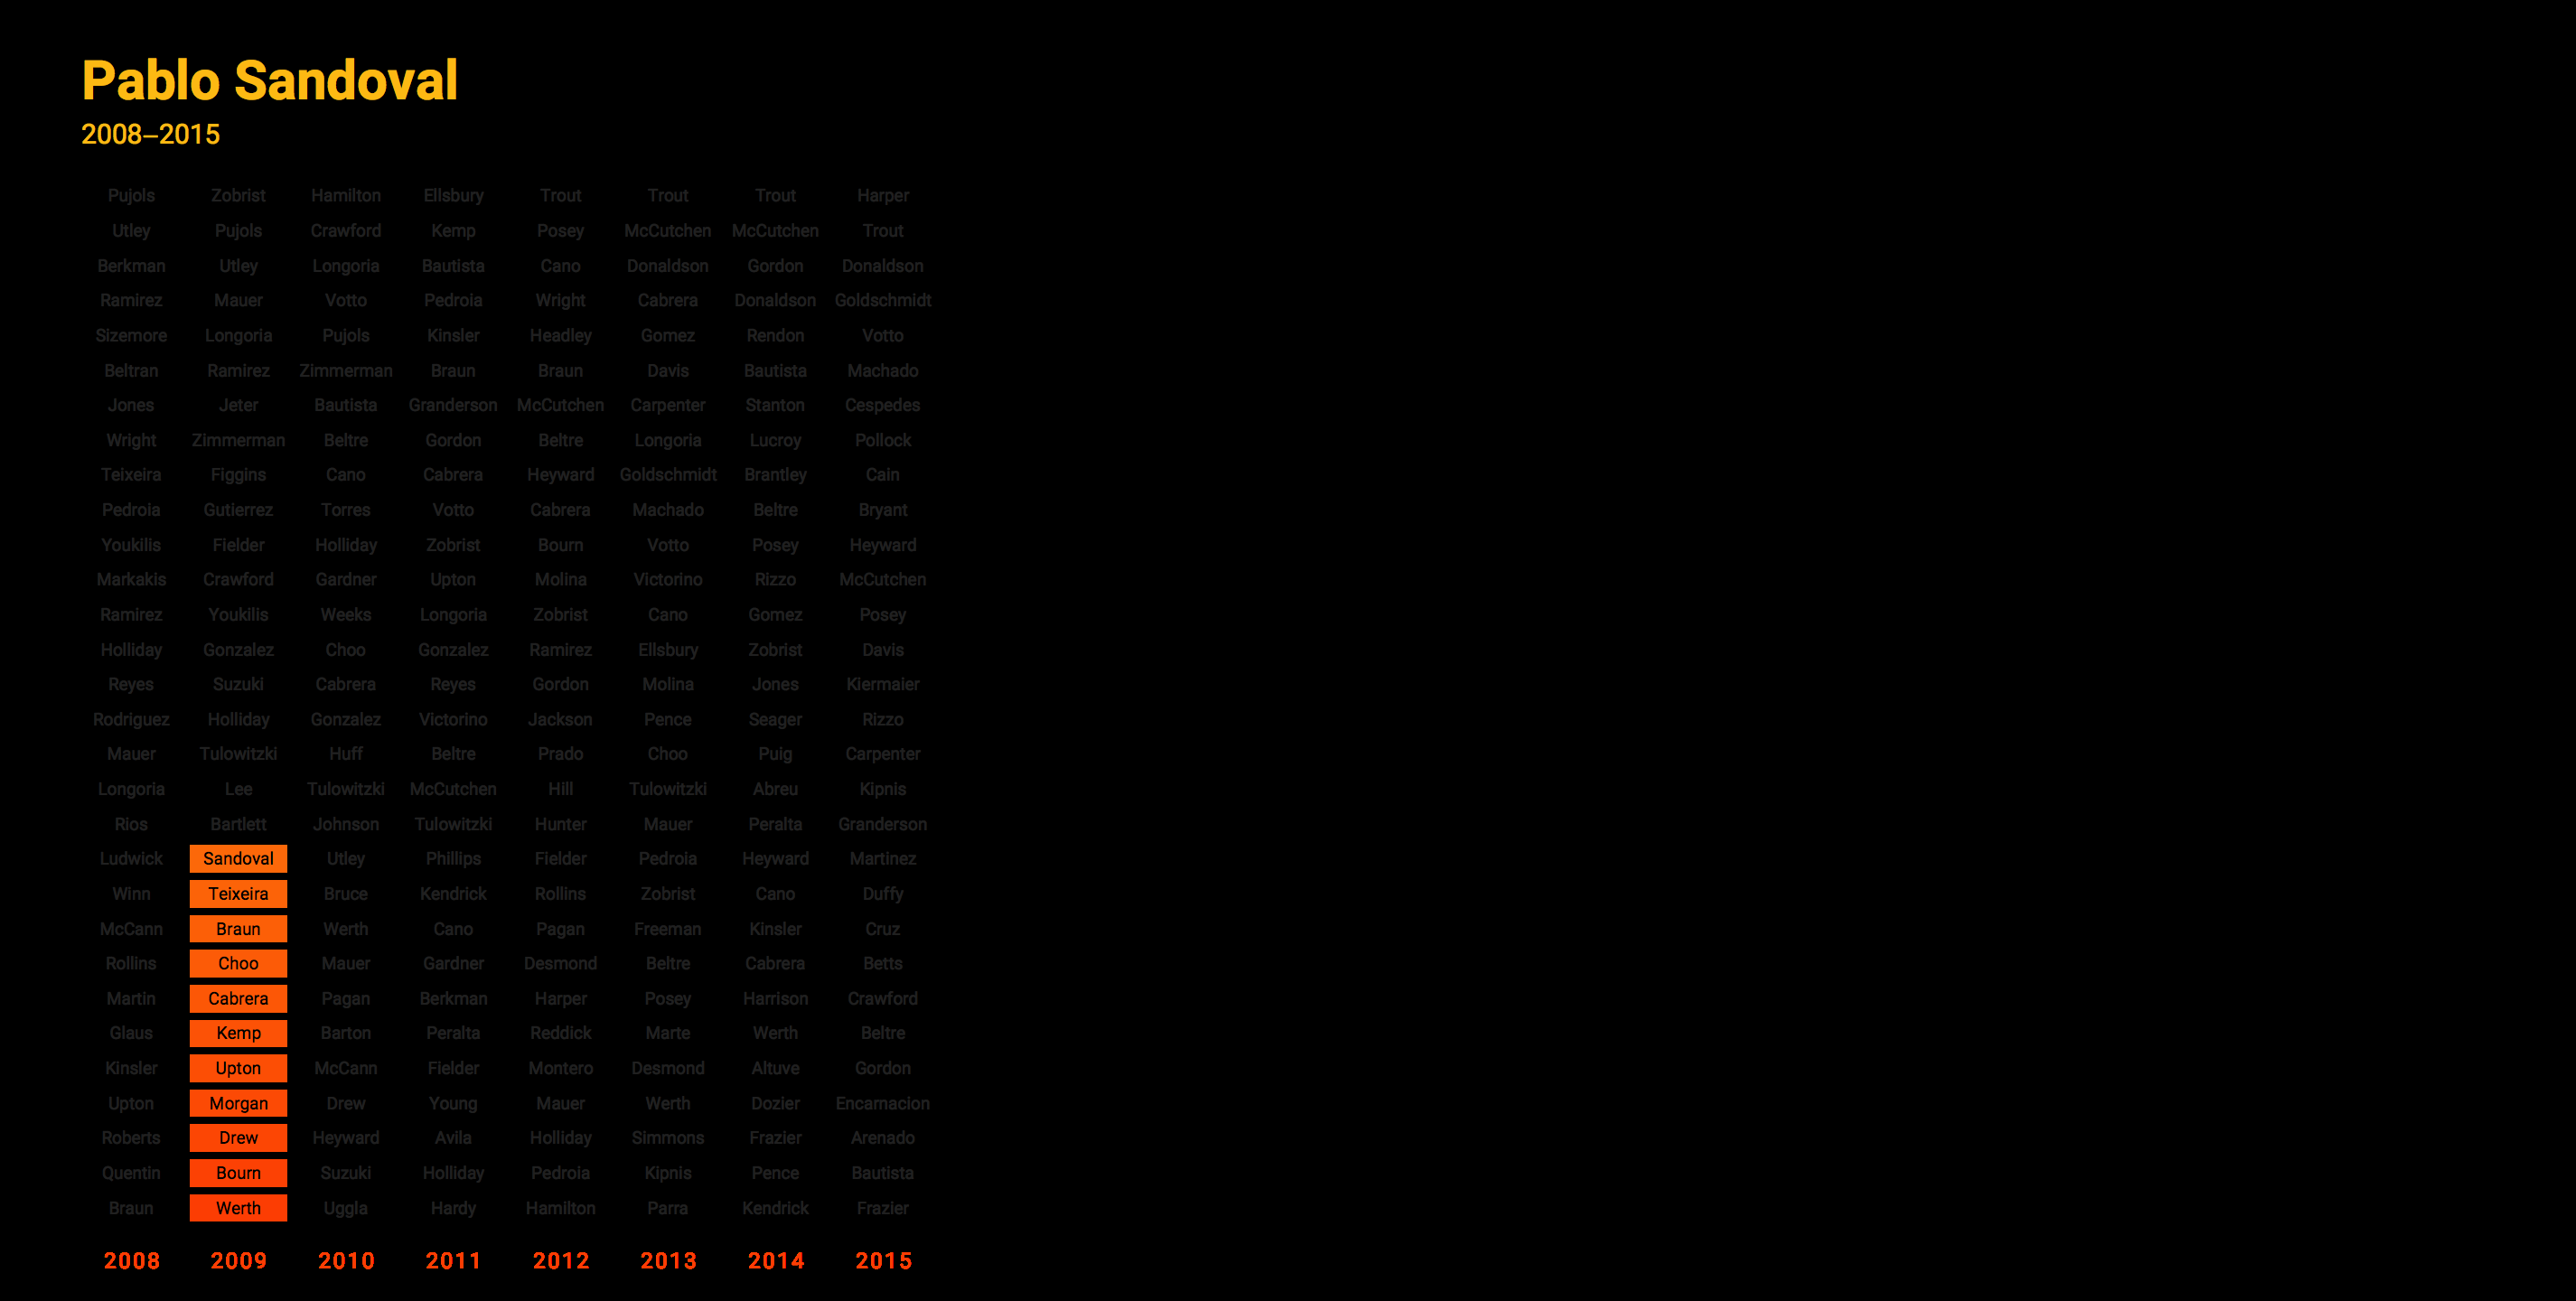 Pablo Sandoval
2008–2015
Pujols Zobrist Hamilton Ellsbury Trout Trout Trout Harper
Utley Pujols Crawford Kemp Posey McCutchen McCutchen Trout
Berkman Utley Longoria Bautista Cano Donaldson Gordon Donaldson
Ramirez Mauer Votto Pedroia Wright Cabrera Donaldson Goldschmidt
Sizemore Longoria Pujols Kinsler Headley Gomez Rendon Votto
Beltran Ramirez Zimmerman Braun Braun Davis Bautista Machado
Jones Jeter Bautista Granderson McCutchen Carpenter Stanton Cespedes
Wright Zimmerman Beltre Gordon Beltre Longoria Lucroy Pollock
Teixeira Figgins Cano Cabrera Heyward Goldschmidt Brantley Cain
Pedroia Gutierrez Torres Votto Cabrera Machado Beltre Bryant
Youkilis Fielder Holliday Zobrist Bourn Votto Posey Heyward
Markakis Crawford Gardner Upton Molina Victorino Rizzo McCutchen
Ramirez Youkilis Weeks Longoria Zobrist Cano Gomez Posey
Holliday Gonzalez Choo Gonzalez Ramirez Ellsbury Zobrist Davis
Reyes Suzuki Cabrera Reyes Gordon Molina Jones Kiermaier
Rodriguez Holliday Gonzalez Victorino Jackson Pence Seager Rizzo
Mauer Tulowitzki Huff Beltre Prado Choo Puig Carpenter
Longoria Lee Tulowitzki McCutchen Hill Tulowitzki Abreu Kipnis
Rios Bartlett Johnson Tulowitzki Hunter Mauer Peralta Granderson
Ludwick Sandoval Utley Phillips Fielder Pedroia Heyward Martinez
Winn Teixeira Bruce Kendrick Rollins Zobrist Cano Duffy
McCann Braun Werth Cano Pagan Freeman Kinsler Cruz
Rollins Choo Mauer Gardner Desmond Beltre Cabrera Betts
Martin Cabrera Pagan Berkman Harper Posey Harrison Crawford
Glaus Kemp Barton Peralta Reddick Marte Werth Beltre
Kinsler Upton McCann Fielder Montero Desmond Altuve Gordon
Upton Morgan Drew Young Mauer Werth Dozier Encarnacion
Roberts Drew Heyward Avila Holliday Simmons Frazier Arenado
Quentin Bourn Suzuki Holliday Pedroia Kipnis Pence Bautista
Braun Werth Uggla Hardy Hamilton Parra Kendrick Frazier
2008 2009 2010 2011 2012 2013 2014 2015